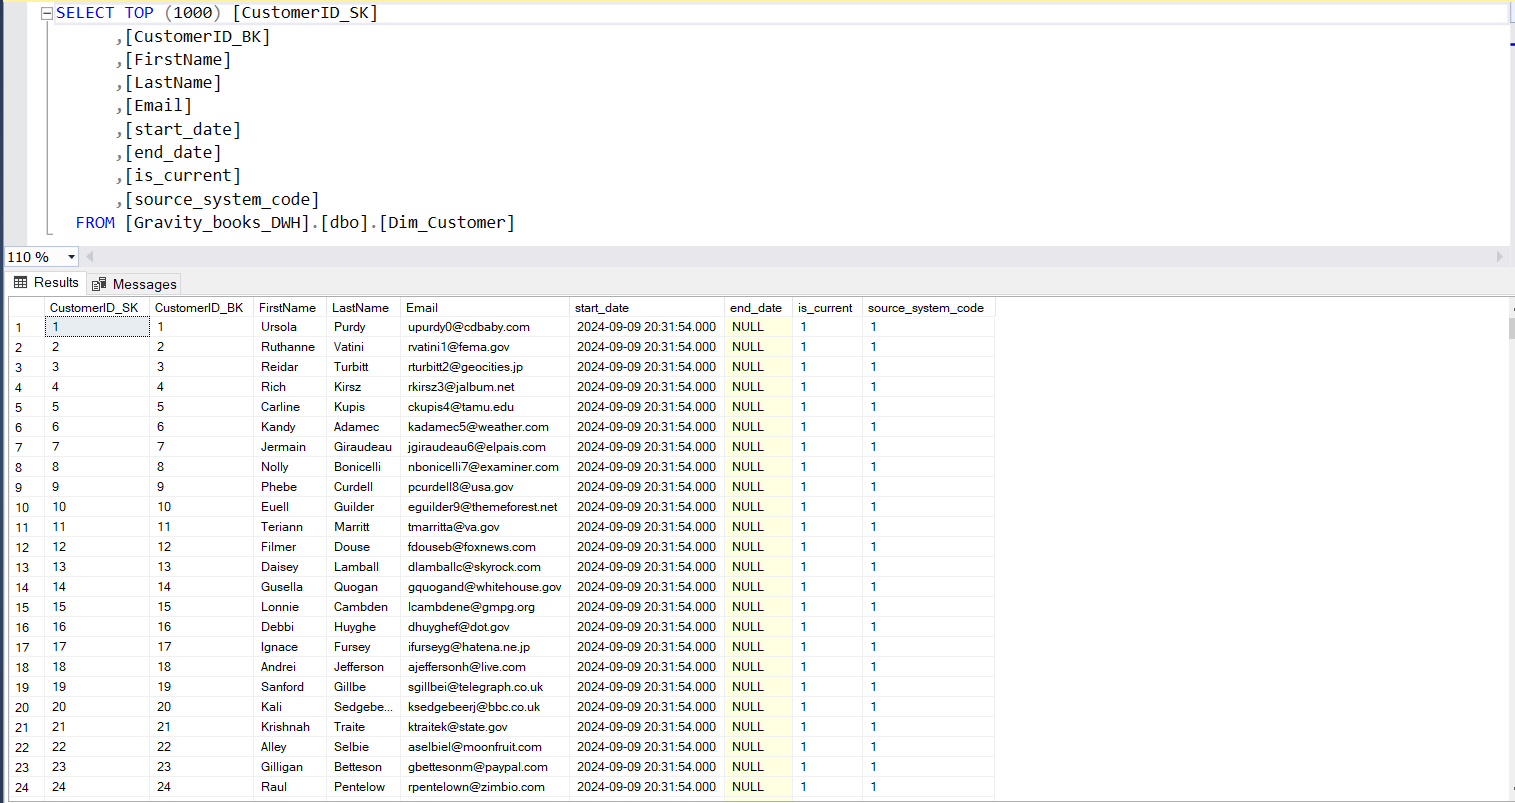 SELECT TOP (1000) [CustomerID_SK]
,[CustomerID_BK]
,[FirstName]
,[LastName]
,[Email]
,[start_date]
,[end_date]
,[is_current]
,[source_system_code]
FROM [Gravity_books_DWH].[dbo].[Dim_Customer]
110 %
Results Messages
CustomerID_SK CustomerID_BK FirstName LastName Email start_date end_date is_current source_system_code
1 1 1 Ursola Purdy upurdy0@cdbaby.com 2024-09-09 20:31:54.000 NULL 1 1
2 2 2 Ruthanne Vatini rvatini1@fema.gov 2024-09-09 20:31:54.000 NULL 1 1
3 3 3 Reidar Turbitt rturbitt2@geocities.jp 2024-09-09 20:31:54.000 NULL 1 1
4 4 4 Rich Kirsz rkirsz3@jalbum.net 2024-09-09 20:31:54.000 NULL 1 1
5 5 5 Carline Kupis ckupis4@tamu.edu 2024-09-09 20:31:54.000 NULL 1 1
6 6 6 Kandy Adamec kadamec5@weather.com 2024-09-09 20:31:54.000 NULL 1 1
7 7 7 Jermain Giraudeau jgiraudeau6@elpais.com 2024-09-09 20:31:54.000 NULL 1 1
8 8 8 Nolly Bonicelli nbonicelli7@examiner.com 2024-09-09 20:31:54.000 NULL 1 1
9 9 9 Phebe Curdell pcurdell8@usa.gov 2024-09-09 20:31:54.000 NULL 1 1
10 10 10 Euell Guilder eguilder9@themeforest.net 2024-09-09 20:31:54.000 NULL 1 1
11 11 11 Teriann Marritt tmarritta@va.gov 2024-09-09 20:31:54.000 NULL 1 1
12 12 12 Filmer Douse fdouseb@foxnews.com 2024-09-09 20:31:54.000 NULL 1 1
13 13 13 Daisey Lamball dlamballc@skyrock.com 2024-09-09 20:31:54.000 NULL 1 1
14 14 14 Gusella Quogan gquogand@whitehouse.gov 2024-09-09 20:31:54.000 NULL 1 1
15 15 15 Lonnie Cambden lcambdene@gmpg.org 2024-09-09 20:31:54.000 NULL 1 1
16 16 16 Debbi Huyghe dhuyghef@dot.gov 2024-09-09 20:31:54.000 NULL 1 1
17 17 17 Ignace Fursey ifurseyg@hatena.ne.jp 2024-09-09 20:31:54.000 NULL 1 1
18 18 18 Andrei Jefferson ajeffersonh@live.com 2024-09-09 20:31:54.000 NULL 1 1
19 19 19 Sanford Gillbe sgillbei@telegraph.co.uk 2024-09-09 20:31:54.000 NULL 1 1
20 20 20 Kali Sedgebe... ksedgebeerj@bbc.co.uk 2024-09-09 20:31:54.000 NULL 1 1
21 21 21 Krishnah Traite ktraitek@state.gov 2024-09-09 20:31:54.000 NULL 1 1
22 22 22 Alley Selbie aselbiel@moonfruit.com 2024-09-09 20:31:54.000 NULL 1 1
23 23 23 Gilligan Betteson gbettesonm@paypal.com 2024-09-09 20:31:54.000 NULL 1 1
24 24 24 Raul Pentelow rpentelown@zimbio.com 2024-09-09 20:31:54.000 NULL 1 1